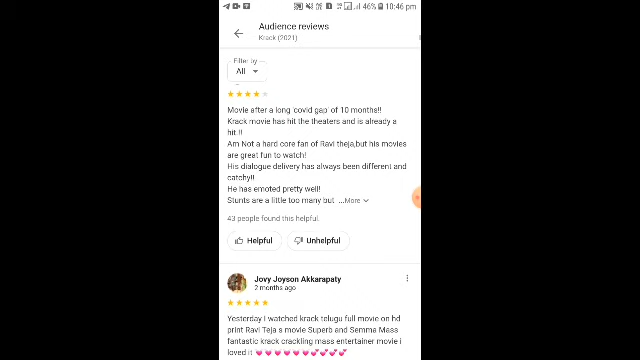 46% 10:46 pm
Audience reviews
Krack (2021)
Filter by
All
Movie after a long 'covid gap' of 10 months!!
Krack movie has hit the theaters and is already a
hit.!!
Am Not a hard core fan of Ravi theja,but his movies
are great fun to watch!
His dialogue delivery has always been different and
catchy!!
He has emoted pretty well!
Stunts are a little too many but ...More
43 people found this helpful.
Helpful Unhelpful
Jovy Joyson Akkarapaty
2 months ago
Yesterday I watched krack telugu full movie on hd
print Ravi Teja s movie Superb and Semma Mass
fantastic krack crackling mass entertainer movie i
loved it 💗💗💗💗💗💕💕💕💕